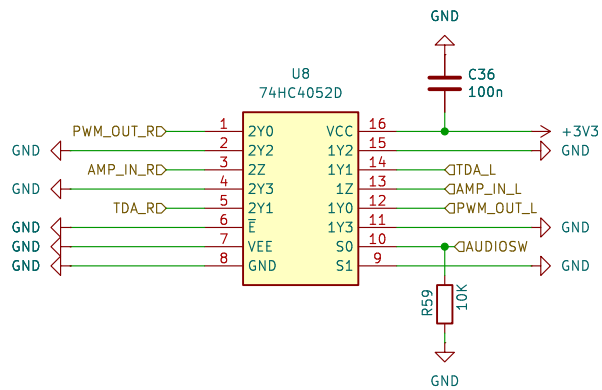 GND
C36
100n
U8
74HC4052D
PWM_OUT_R 1 2Y0 VCC 16 +3V3
GND 2 2Y2 1Y2 15 GND
AMP_IN_R 3 2Z 1Y1 14 TDA_L
GND 4 2Y3 1Z 13 AMP_IN_L
TDA_R 5 2Y1 1Y0 12 PWM_OUT_L
GND 6 E 1Y3 11 GND
GND 7 VEE S0 10 AUDIOSW
GND 8 GND S1 9 GND
R59
10K
GND